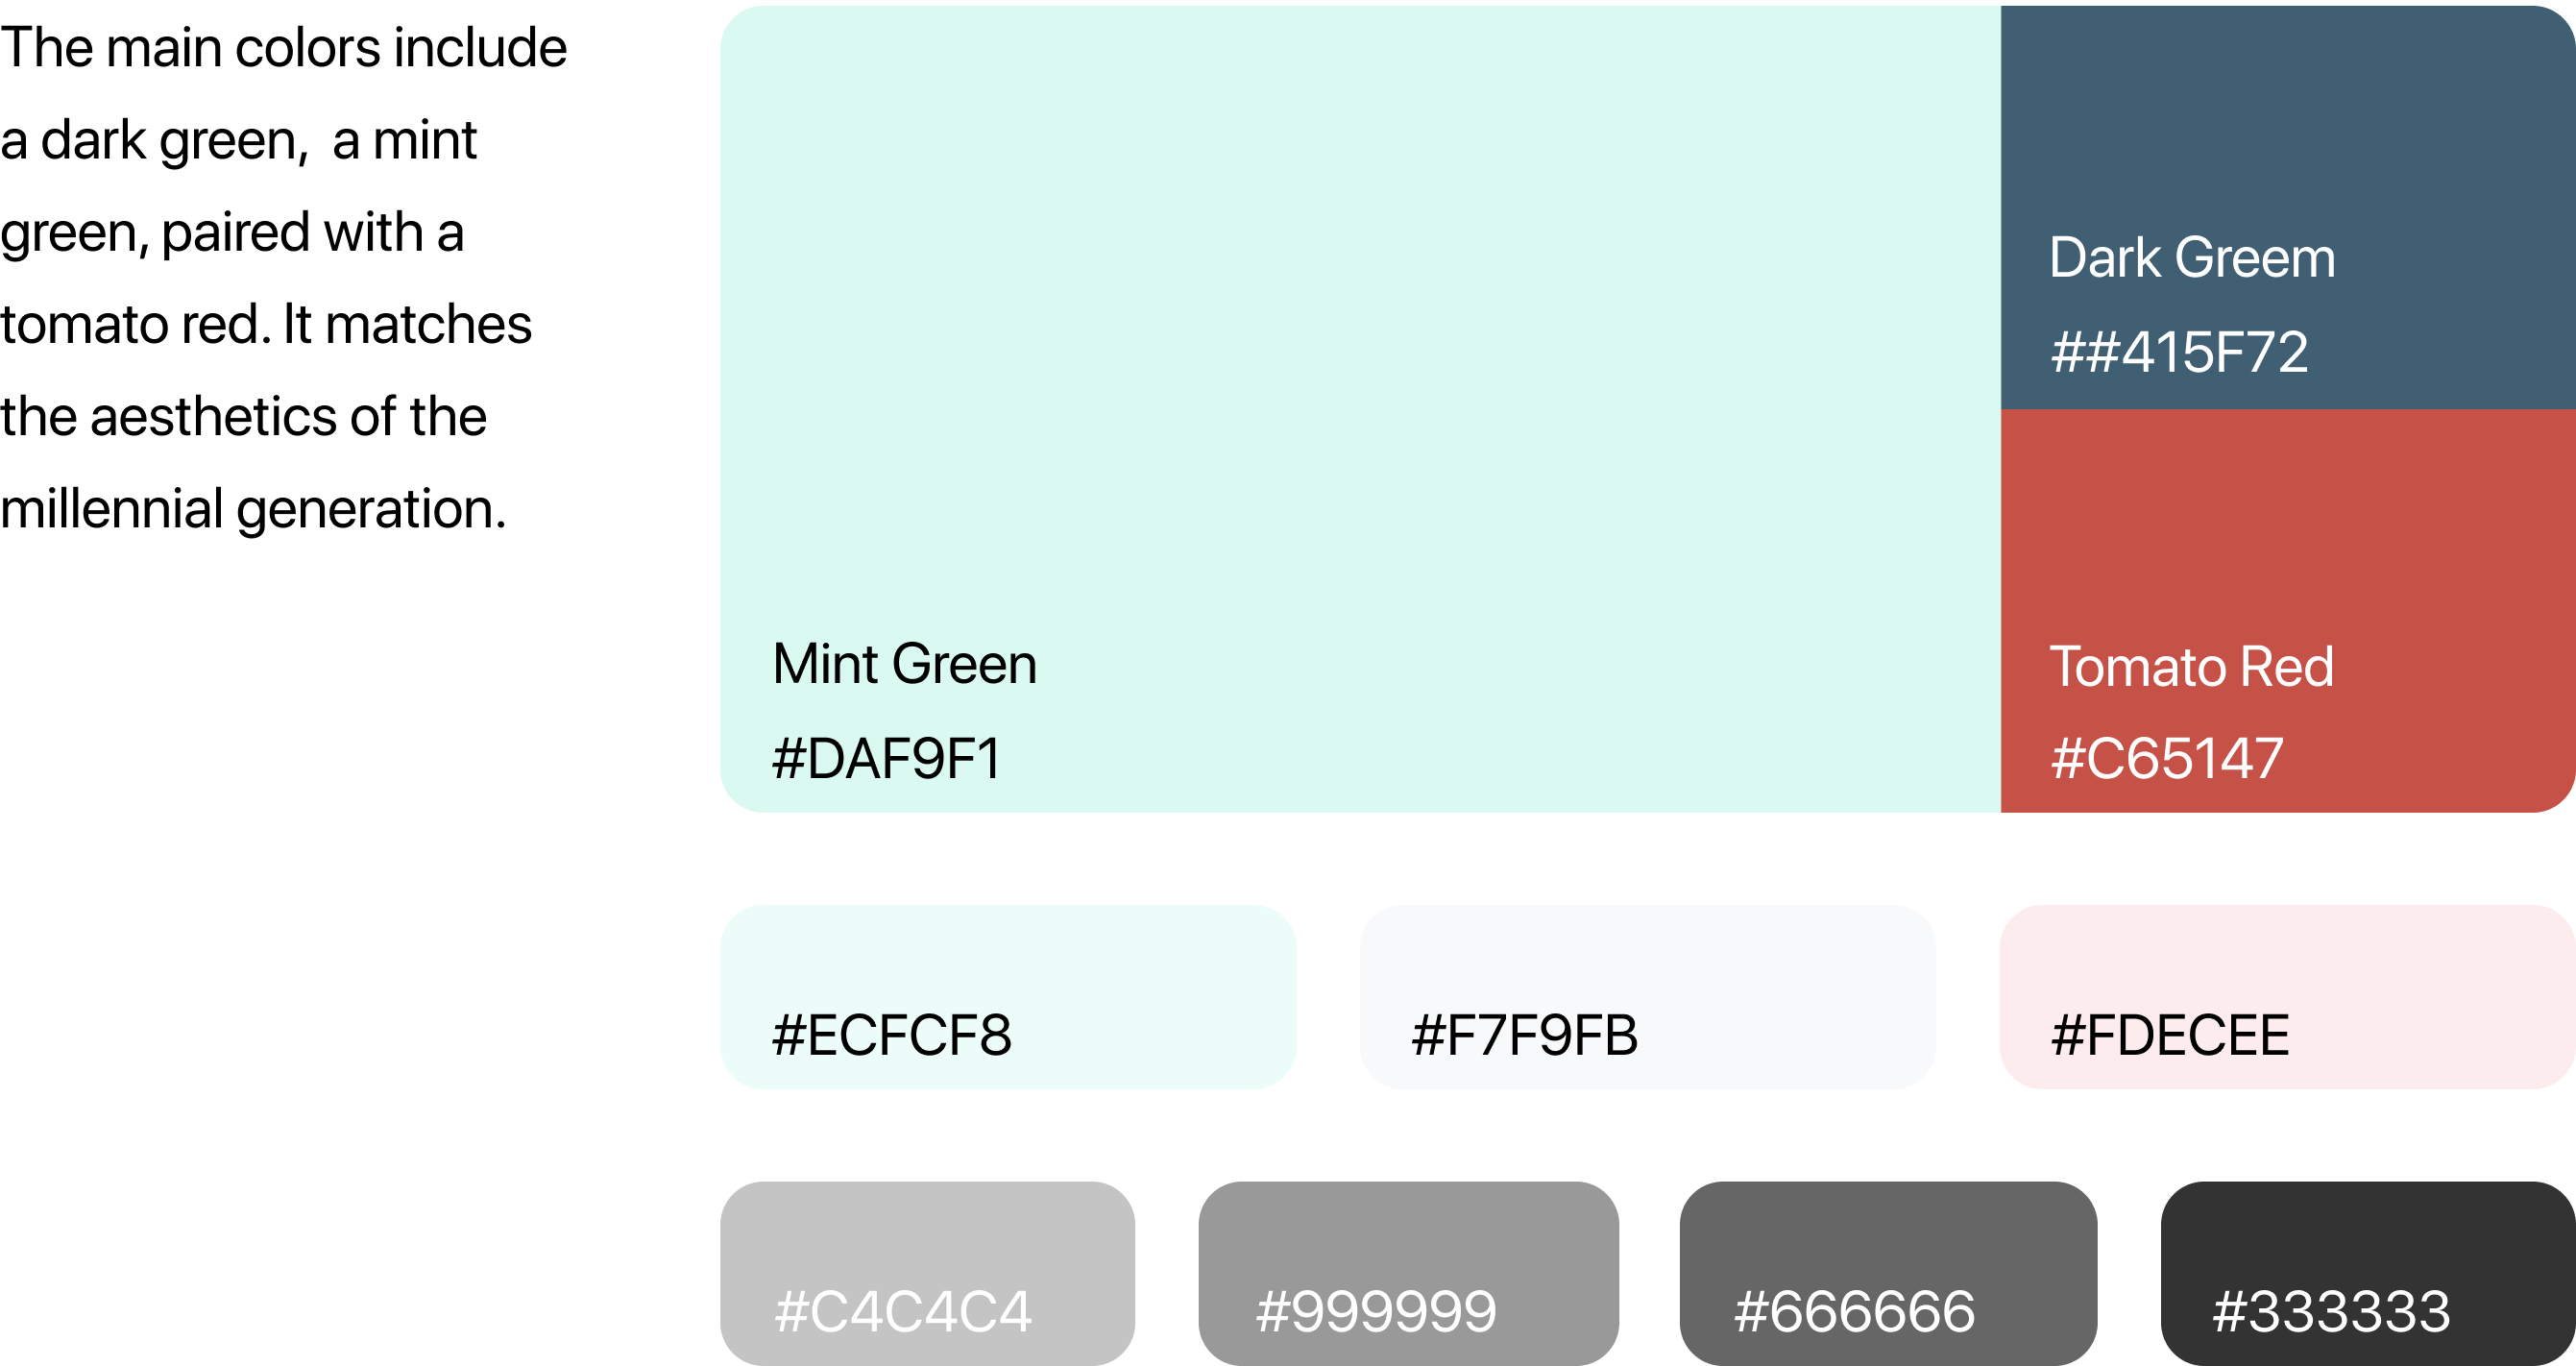 The main colors include
a dark green,  a mint
green, paired with a
tomato red. It matches
the aesthetics of the
millennial generation.
Mint Green
#DAF9F1
Dark Greem
##415F72
Tomato Red
#C65147
#ECFCF8
#F7F9FB
#FDECEE
#C4C4C4
#999999
#666666
#333333